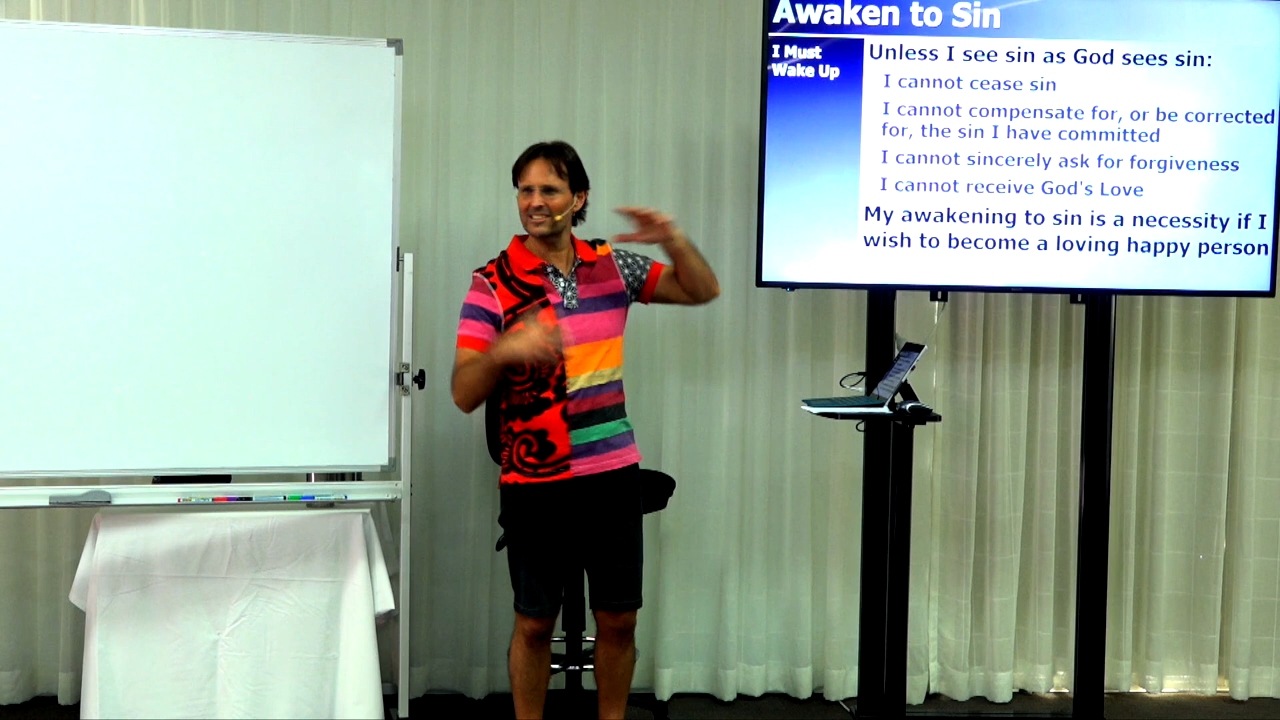 Awaken to Sin
I Must
Wake Up
Unless I see sin as God sees sin:
I cannot cease sin
I cannot compensate for, or be corrected
for, the sin I have committed
I cannot sincerely ask for forgiveness
I cannot receive God's Love
My awakening to sin is a necessity if I
wish to become a loving happy person